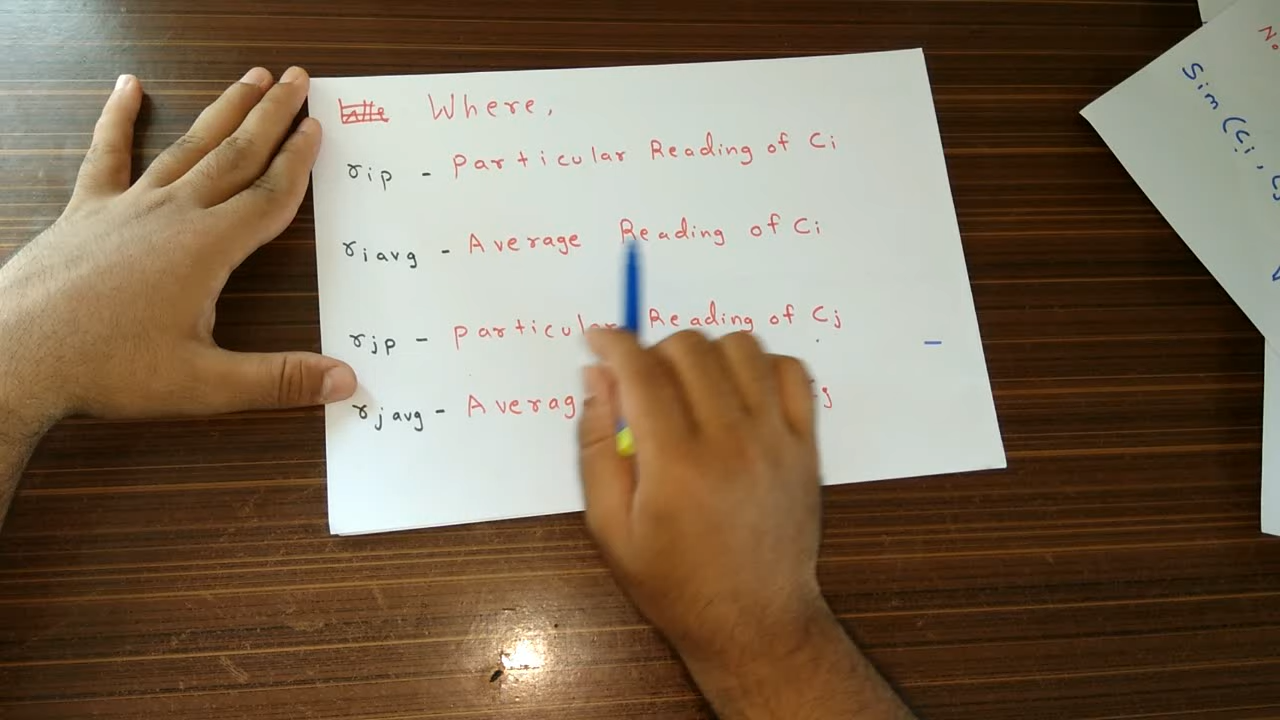 Where,
rip - Particular Reading of Ci
riavg - Average Reading of Ci
rjp - Particular Reading of Cj
rjavg - Averag
Sim (Ci,